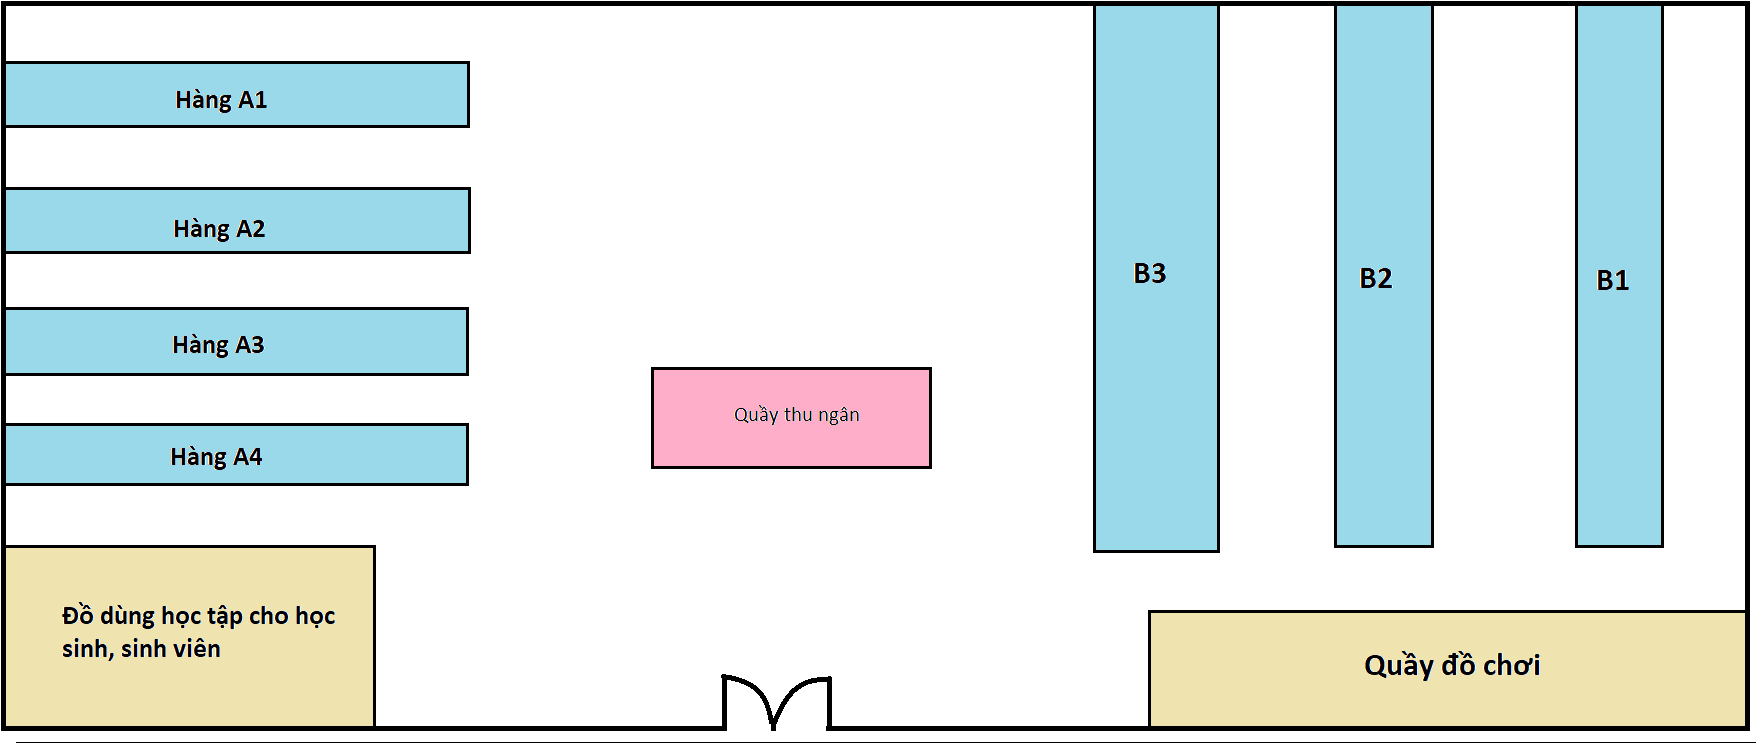 Hàng A1
Hàng A2
Hàng A3
Hàng A4
Đồ dùng học tập cho học
sinh, sinh viên
Quầy thu ngân
B3
B2
B1
Quầy đồ chơi